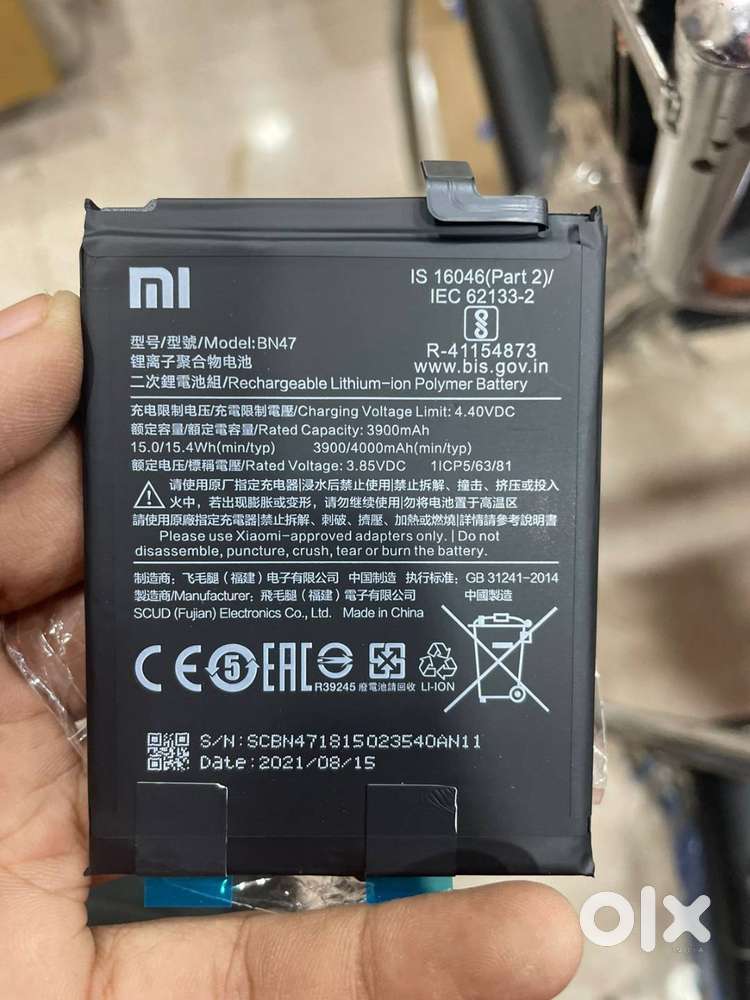 mi
IS 16046(Part 2)/
IEC 62133-2
R-41154873
www.bis.gov.in
型号/型號/Model:BN47
锂离子聚合物电池
二次鋰電池組/Rechargeable Lithium-ion Polymer Battery
充电限制电压/充電限制電壓/Charging Voltage Limit: 4.40VDC
额定容量/額定電容量/Rated Capacity: 3900mAh
15.0/15.4Wh(min/typ) 3900/4000mAh(min/typ)
额定电压/標稱電壓/Rated Voltage: 3.85VDC 1ICP5/63/81
请使用原厂指定充电器|浸水后禁止使用|禁止拆解、撞击、挤压或投入
火中，若出现膨胀或变形，请勿继续使用|勿将电池置于高温区
請使用原廠指定充電器|禁止拆解、刺破、擠壓、加熱或燃燒|詳情請參考說明書
Please use Xiaomi-approved adapters only. | Do not
disassemble, puncture, crush, tear or burn the battery.
制造商：飞毛腿（福建）电子有限公司 中国制造 执行标准：GB 31241-2014
製造商/Manufacturer: 飛毛腿（福建）電子有限公司 中國製造
SCUD (Fujian) Electronics Co., Ltd. Made in China
CE 5 EAC
R39245 廢電池請回收 LI-ION
S/N: SCBN471815023540AN11
Date: 2021/08/15
olx
INDIA